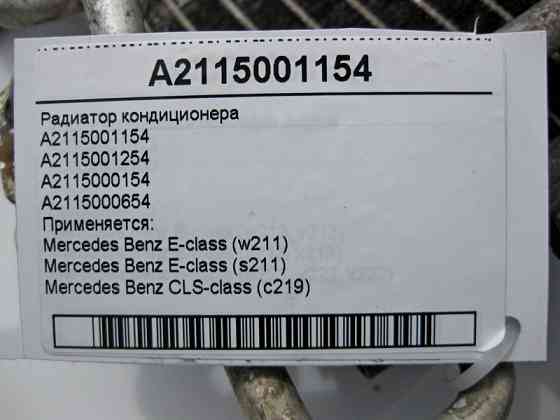 A2115001154
Радиатор кондиционера
A2115001154
A2115001254
A2115000154
A2115000654
Применяется:
Mercedes Benz E-class (w211)
Mercedes Benz E-class (s211)
Mercedes Benz CLS-class (c219)